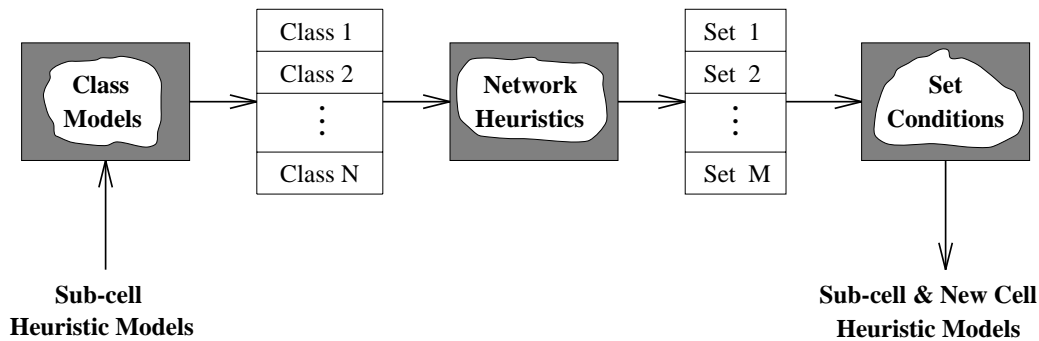 Class
Models
Class 1
Class 2
⋮
Class N
Network
Heuristics
Set 1
Set 2
⋮
Set M
Set
Conditions
Sub-cell
Heuristic Models
Sub-cell & New Cell
Heuristic Models